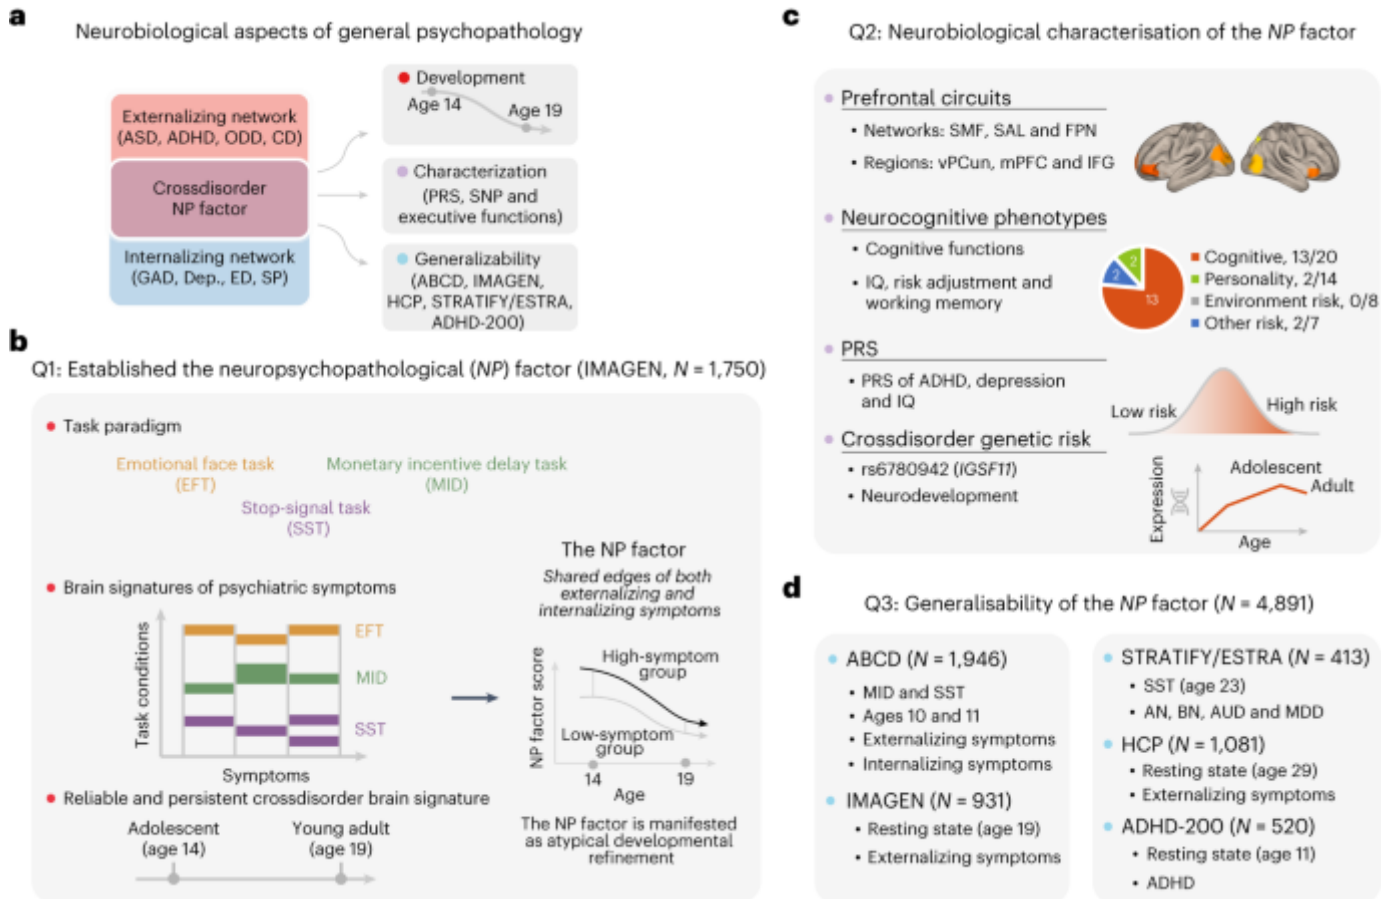 a
Neurobiological aspects of general psychopathology
Externalizing network
(ASD, ADHD, ODD, CD)
Crossdisorder
NP factor
Internalizing network
(GAD, Dep., ED, SP)
Development
Age 14
Age 19
Characterization
(PRS, SNP and
executive functions)
Generalizability
(ABCD, IMAGEN,
HCP, STRATIFY/ESTRA,
ADHD-200)
b
Q1: Established the neuropsychopathological (NP) factor (IMAGEN, N = 1,750)
• Task paradigm
Emotional face task
(EFT)
Monetary incentive delay task
(MID)
Stop-signal task
(SST)
• Brain signatures of psychiatric symptoms
Task conditions
EFT
MID
SST
Symptoms
The NP factor
Shared edges of both
externalizing and
internalizing symptoms
NP factor score
High-symptom
group
Low-symptom
group
14
19
Age
The NP factor is manifested
as atypical developmental
refinement
• Reliable and persistent crossdisorder brain signature
Adolescent
(age 14)
Young adult
(age 19)
c
Q2: Neurobiological characterisation of the NP factor
• Prefrontal circuits
• Networks: SMF, SAL and FPN
• Regions: vPCun, mPFC and IFG
• Neurocognitive phenotypes
• Cognitive functions
• IQ, risk adjustment and
working memory
2
2
13
Cognitive, 13/20
Personality, 2/14
Environment risk, 0/8
Other risk, 2/7
• PRS
• PRS of ADHD, depression
and IQ
Low risk
High risk
• Crossdisorder genetic risk
• rs6780942 (IGSF11)
• Neurodevelopment
Expression
Adolescent
Adult
Age
d
Q3: Generalisability of the NP factor (N = 4,891)
• ABCD (N = 1,946)
• MID and SST
• Ages 10 and 11
• Externalizing symptoms
• Internalizing symptoms
• IMAGEN (N = 931)
• Resting state (age 19)
• Externalizing symptoms
• STRATIFY/ESTRA (N = 413)
• SST (age 23)
• AN, BN, AUD and MDD
• HCP (N = 1,081)
• Resting state (age 29)
• Externalizing symptoms
• ADHD-200 (N = 520)
• Resting state (age 11)
• ADHD